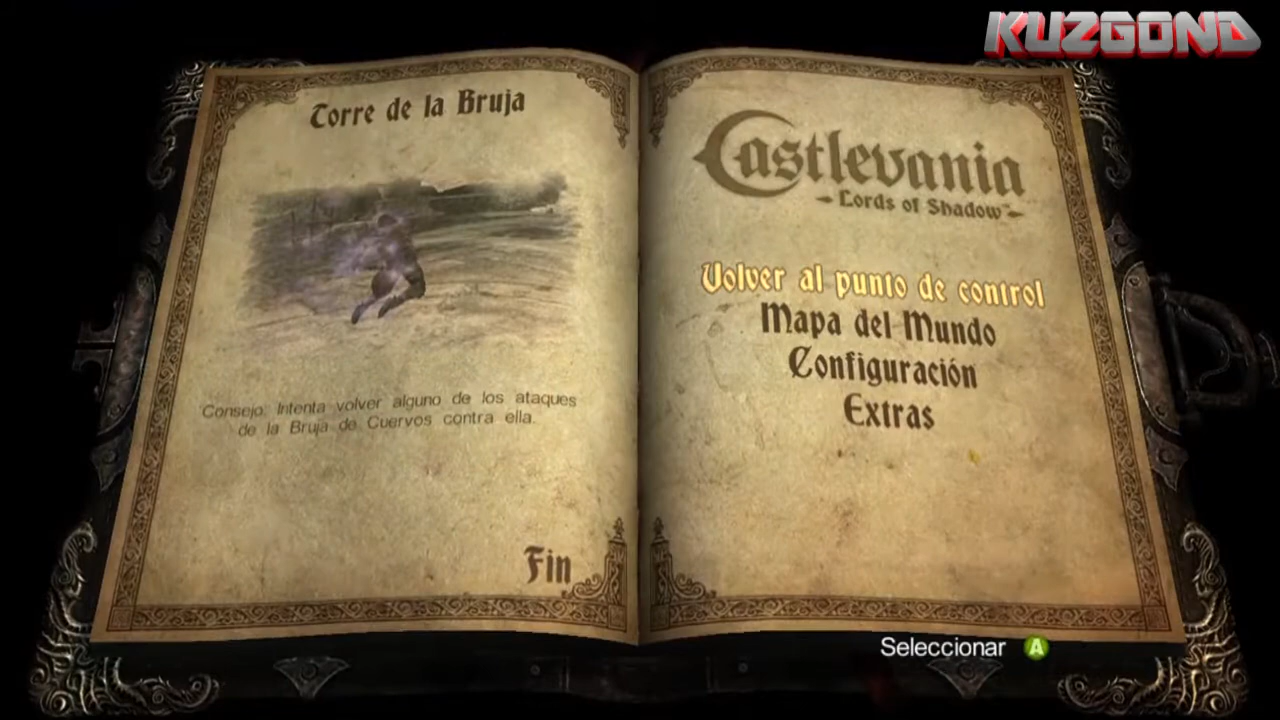 KUZGOND
Torre de la Bruja
Consejo: Intenta volver alguno de los ataques
de la Bruja de Cuervos contra ella.
Fin
Castlevania
Lords of Shadow™
Volver al punto de control
Mapa del Mundo
Configuración
Extras
Seleccionar A